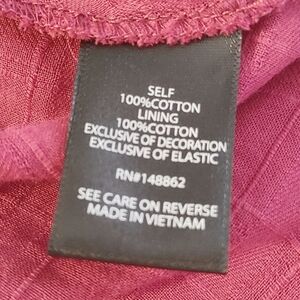 SELF
100%COTTON
LINING
100%COTTON
EXCLUSIVE OF DECORATION
EXCLUSIVE OF ELASTIC
RN#148862
SEE CARE ON REVERSE
MADE IN VIETNAM